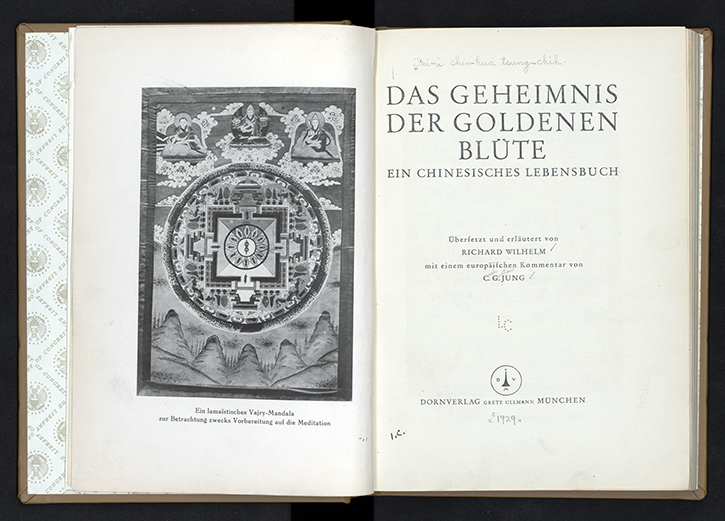 Ein lamaistisches Vajry-Mandala
zur Betrachtung zwecks Vorbereitung auf die Meditation
T'ai-i chin-hua tsung-chih.
DAS GEHEIMNIS
DER GOLDENEN
BLÜTE
EIN CHINESISCHES LEBENSBUCH
Übersetzt und erläutert von
RICHARD WILHELM
mit einem europäischen Kommentar von
C. G. JUNG
LC
DORNVERLAG GRETE ULLMANN MÜNCHEN
c1929